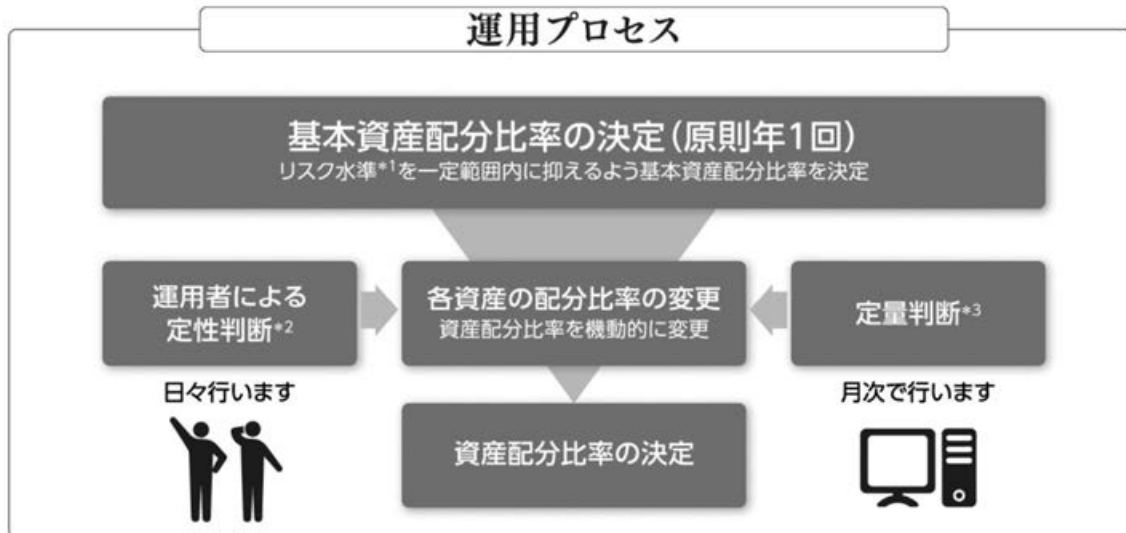 運用プロセス
基本資産配分比率の決定(原則年1回)
リスク水準*1を一定範囲内に抑えるよう基本資産配分比率を決定
運用者による
定性判断*2
各資産の配分比率の変更
資産配分比率を機動的に変更
定量判断*3
日々行います
月次で行います
資産配分比率の決定